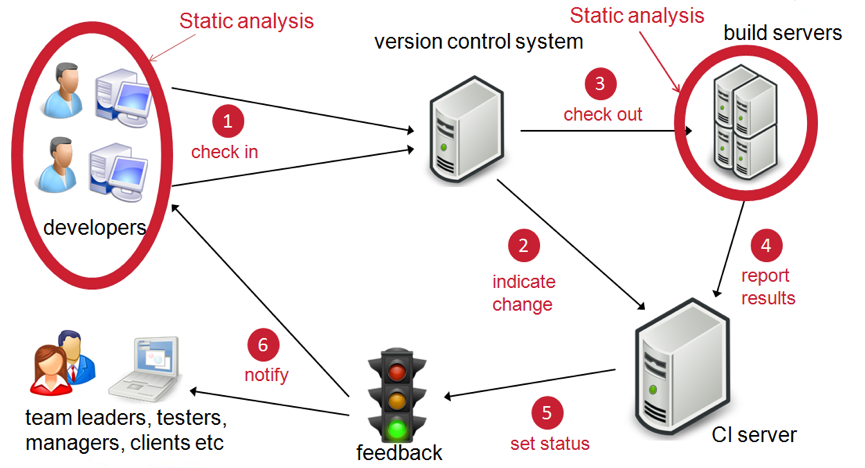 Static analysis
version control system
Static analysis
build servers
1
check in
3
check out
developers
2
indicate
change
4
report
results
6
notify
team leaders, testers,
managers, clients etc
feedback
5
set status
CI server